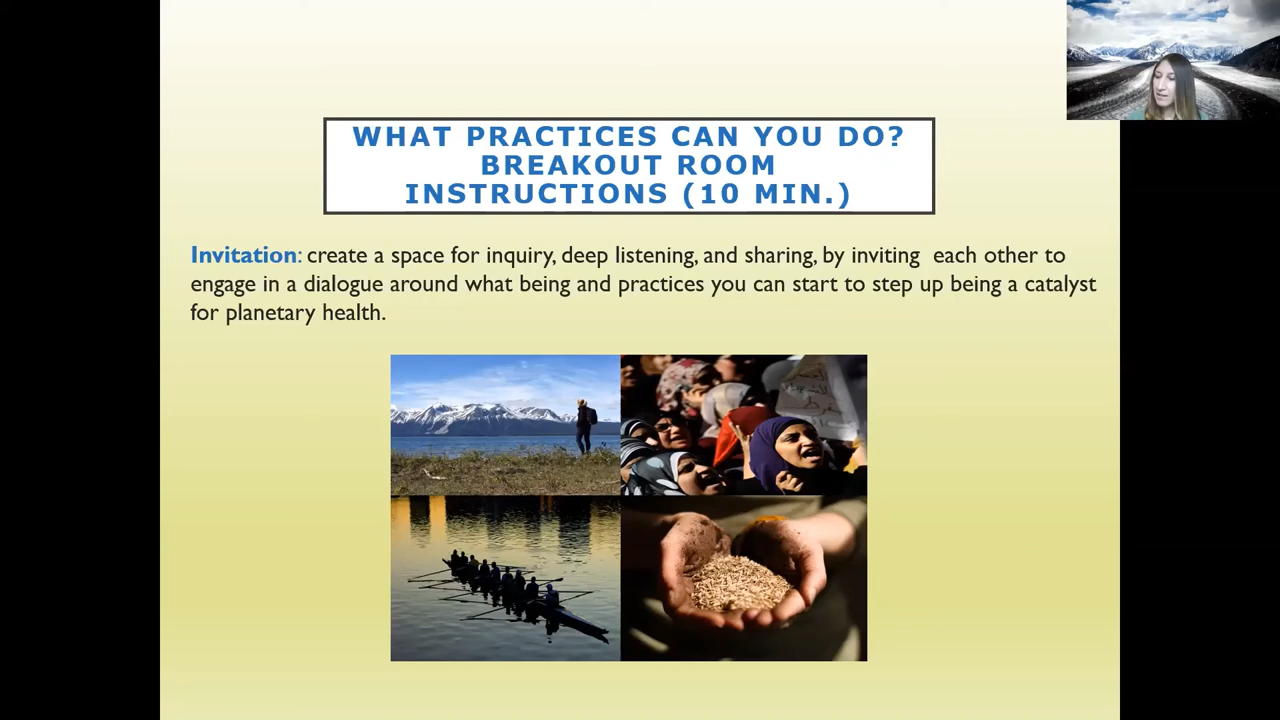 WHAT PRACTICES CAN YOU DO?
BREAKOUT ROOM
INSTRUCTIONS (10 MIN.)
Invitation: create a space for inquiry, deep listening, and sharing, by inviting each other to
engage in a dialogue around what being and practices you can start to step up being a catalyst
for planetary health.